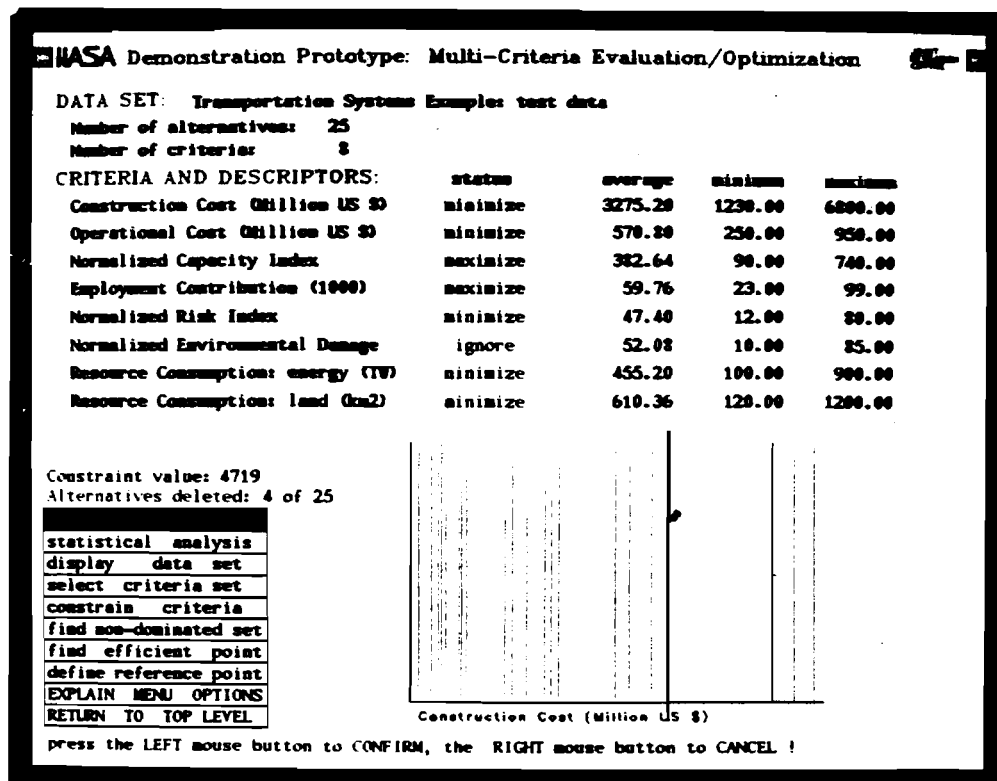 IIASA Demonstration Prototype: Multi-Criteria Evaluation/Optimization
DATA SET: Transportation Systems Example: test data
Number of alternatives: 25
Number of criteria: 8
CRITERIA AND DESCRIPTORS: status average minimum maximum
Construction Cost (Million US $) minimize 3275.20 1230.00 6800.00
Operational Cost (Million US $) minimize 570.80 250.00 950.00
Normalized Capacity Index maximize 382.64 90.00 740.00
Employment Contribution (1000) maximize 59.76 23.00 99.00
Normalized Risk Index minimize 47.40 12.00 80.00
Normalized Environmental Damage ignore 52.08 10.00 85.00
Resource Consumption: energy (TW) minimize 455.20 100.00 900.00
Resource Consumption: land (km2) minimize 610.36 120.00 1200.00
Constraint value: 4719
Alternatives deleted: 4 of 25
statistical analysis
display data set
select criteria set
constrain criteria
find non-dominated set
find efficient point
define reference point
EXPLAIN MENU OPTIONS
RETURN TO TOP LEVEL
Construction Cost (Million US $)
press the LEFT mouse button to CONFIRM, the RIGHT mouse button to CANCEL !